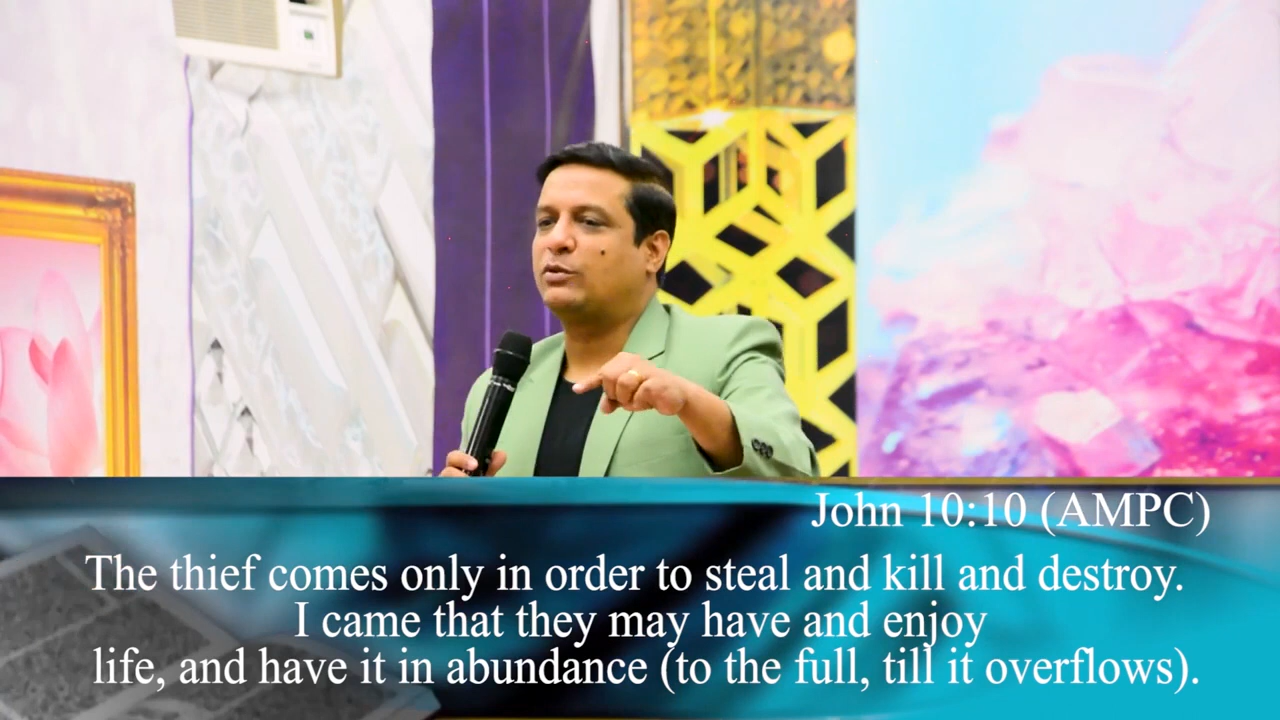 John 10:10 (AMPC)
The thief comes only in order to steal and kill and destroy.
I came that they may have and enjoy
life, and have it in abundance (to the full, till it overflows).